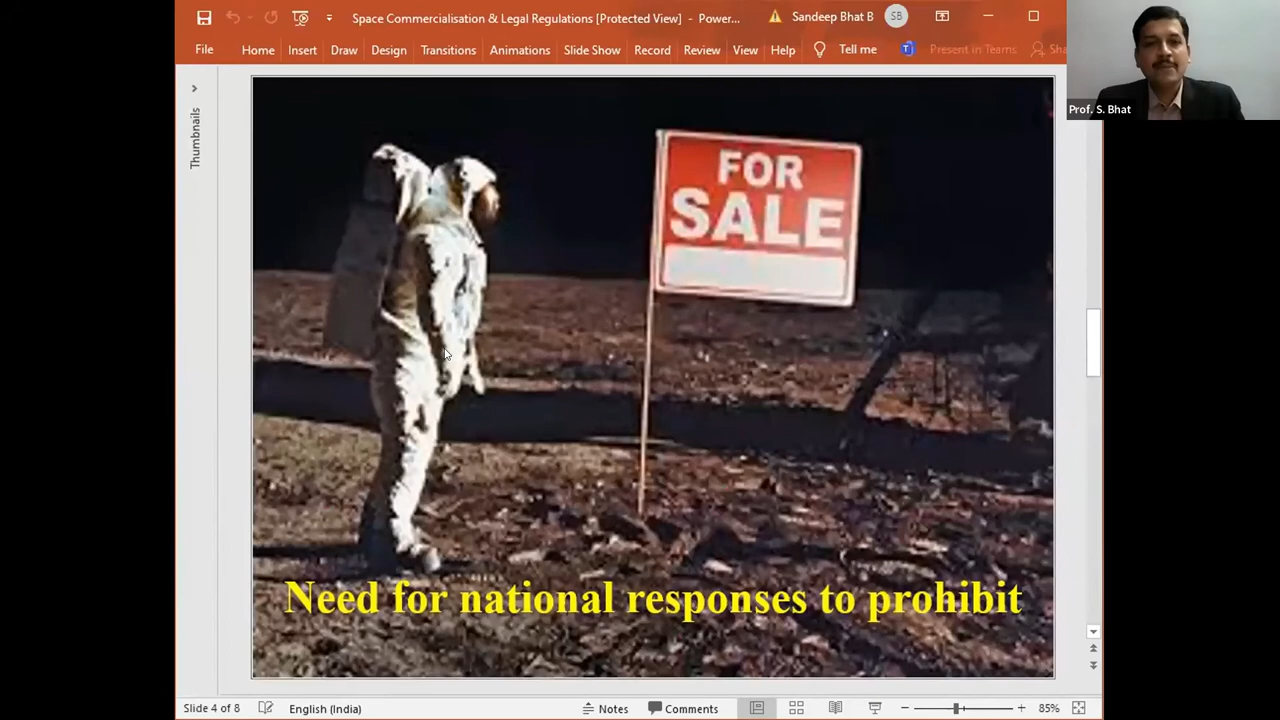 Space Commercialisation & Legal Regulations [Protected View] - Power...
Sandeep Bhat B
SB
File
Home
Insert
Draw
Design
Transitions
Animations
Slide Show
Record
Review
View
Help
Tell me
Present in Teams
Sha
Prof. S. Bhat
Thumbnails
FOR
SALE
Need for national responses to prohibit
Slide 4 of 8
English (India)
Notes
Comments
85%